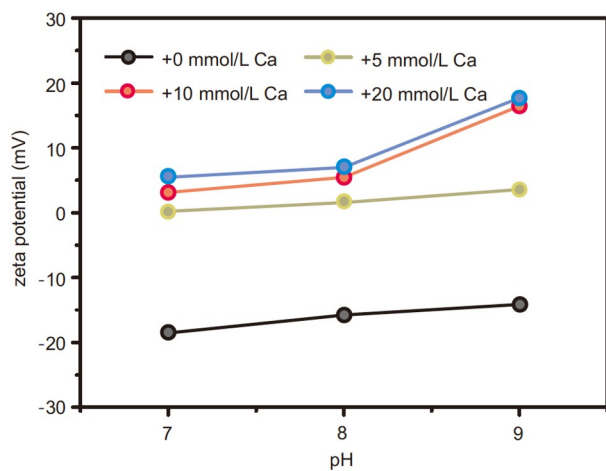 30
20
10
0
-10
-20
-30
zeta potential (mV)
+0 mmol/L Ca
+5 mmol/L Ca
+10 mmol/L Ca
+20 mmol/L Ca
7
8
9
pH